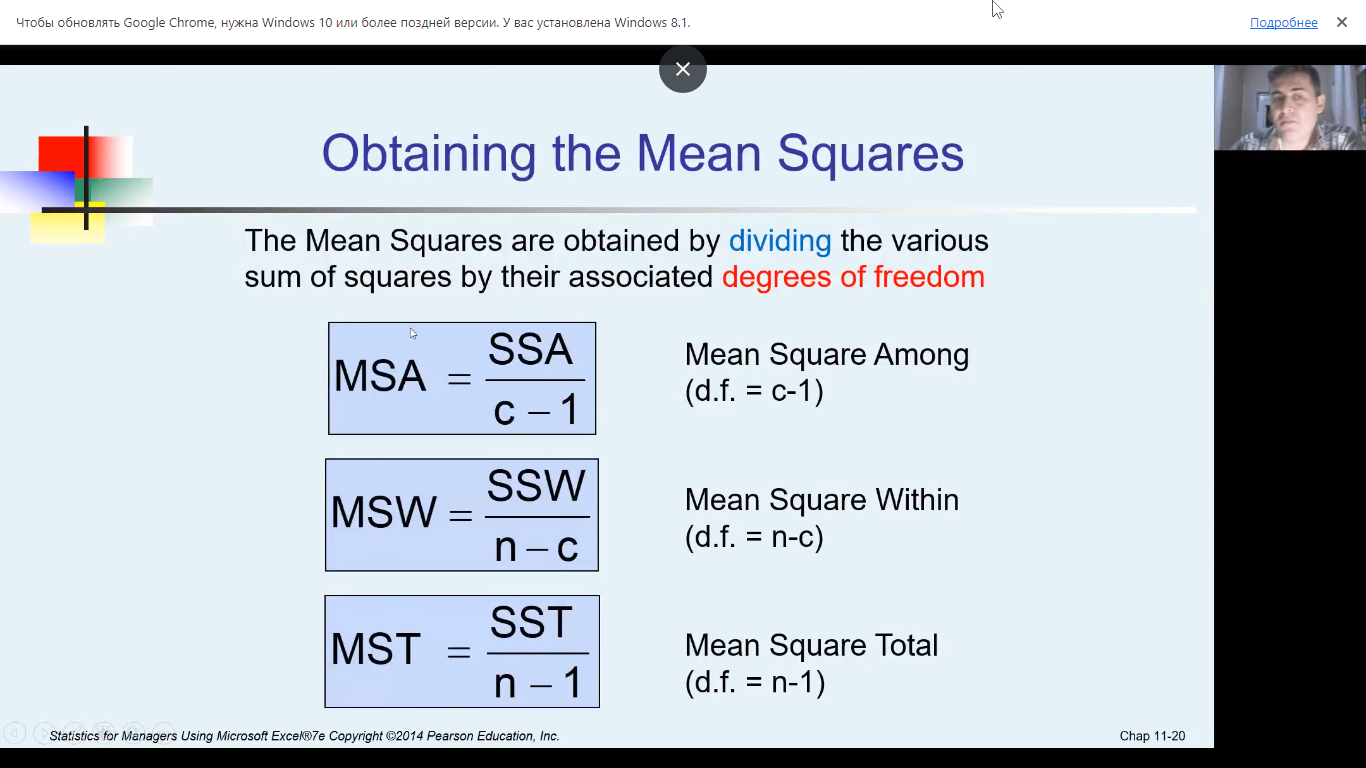 Чтобы обновлять Google Chrome, нужна Windows 10 или более поздней версии. У вас установлена Windows 8.1.
Подробнее
Obtaining the Mean Squares
The Mean Squares are obtained by dividing the various
sum of squares by their associated degrees of freedom
MSA = SSA / c – 1
Mean Square Among
(d.f. = c-1)
MSW = SSW / n – c
Mean Square Within
(d.f. = n-c)
MST = SST / n – 1
Mean Square Total
(d.f. = n-1)
Statistics for Managers Using Microsoft Excel®7e Copyright ©2014 Pearson Education, Inc.
Chap 11-20